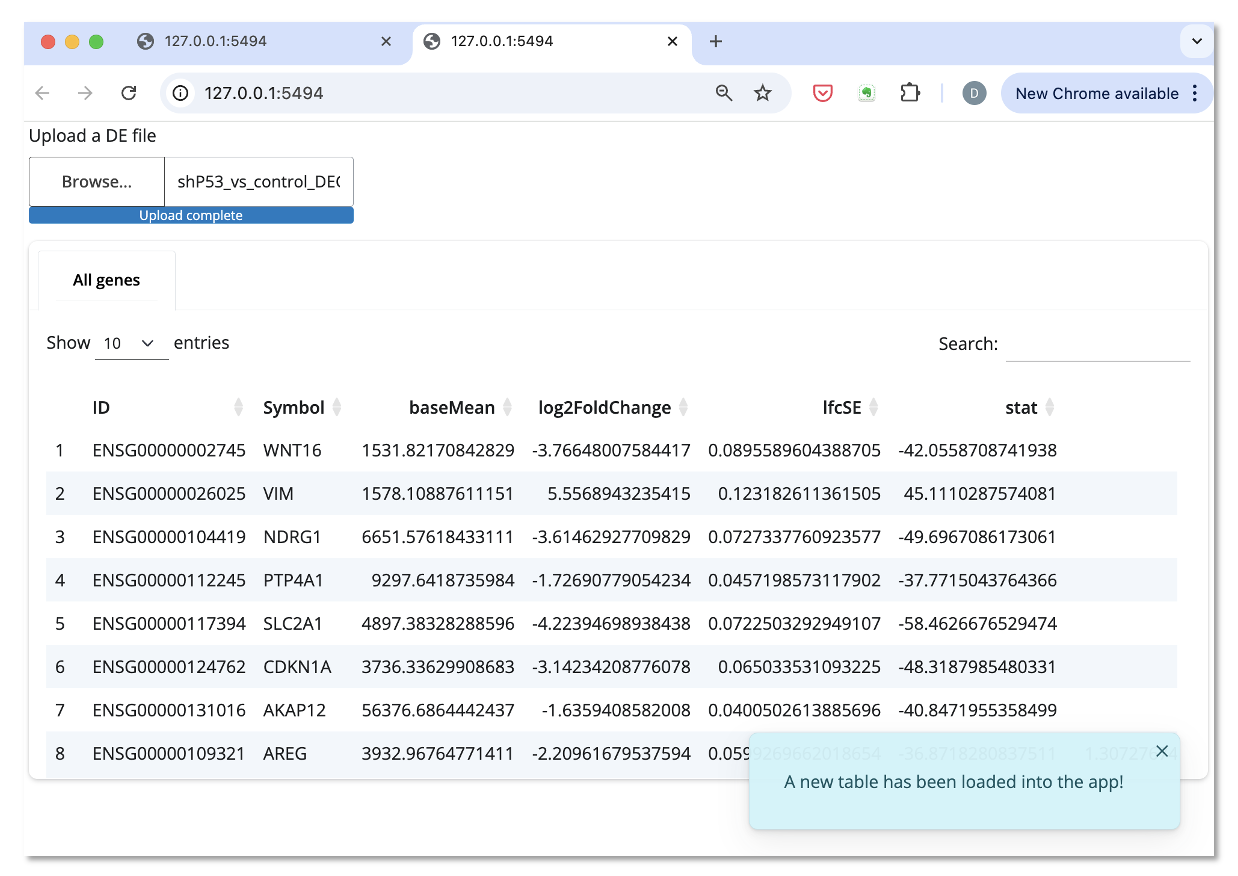 127.0.0.1:5494 127.0.0.1:5494
127.0.0.1:5494 D New Chrome available
Upload a DE file
Browse... shP53_vs_control_DE
Upload complete
All genes
Show 10 entries Search:
ID Symbol baseMean log2FoldChange lfcSE stat
1 ENSG00000002745 WNT16 1531.82170842829 -3.76648007584417 0.0895589604388705 -42.0558708741938
2 ENSG00000026025 VIM 1578.10887611151 5.5568943235415 0.123182611361505 45.1110287574081
3 ENSG00000104419 NDRG1 6651.57618433111 -3.61462927709829 0.0727337760923577 -49.6967086173061
4 ENSG00000112245 PTP4A1 9297.6418735984 -1.72690779054234 0.0457198573117902 -37.7715043764366
5 ENSG00000117394 SLC2A1 4897.38328288596 -4.22394698938438 0.0722503292949107 -58.4626676529474
6 ENSG00000124762 CDKN1A 3736.33629908683 -3.14234208776078 0.065033531093225 -48.3187985480331
7 ENSG00000131016 AKAP12 56376.6864442437 -1.6359408582008 0.0400502613885696 -40.8471955358499
8 ENSG00000109321 AREG 3932.96764771411 -2.20961679537594 0.0599269662018654 -36.8718280837511
A new table has been loaded into the app!